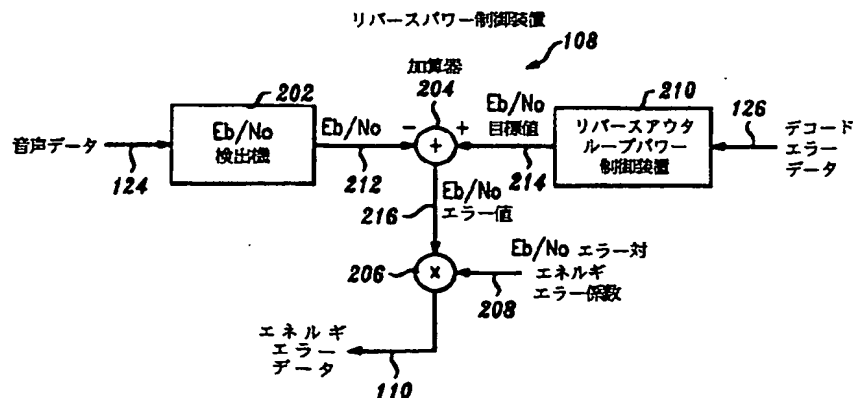 リバースパワー制御装置
108
加算器
204
202
Eb/No
検出機
音声データ
124
Eb/No
212
−
+
+
Eb/No
目標値
214
210
リバースアウタ
ループパワー
制御装置
126
デコード
エラー
データ
216
Eb/No
エラー値
206
×
Eb/No エラー対
エネルギ
エラー係数
208
エネルギ
エラー
データ
110